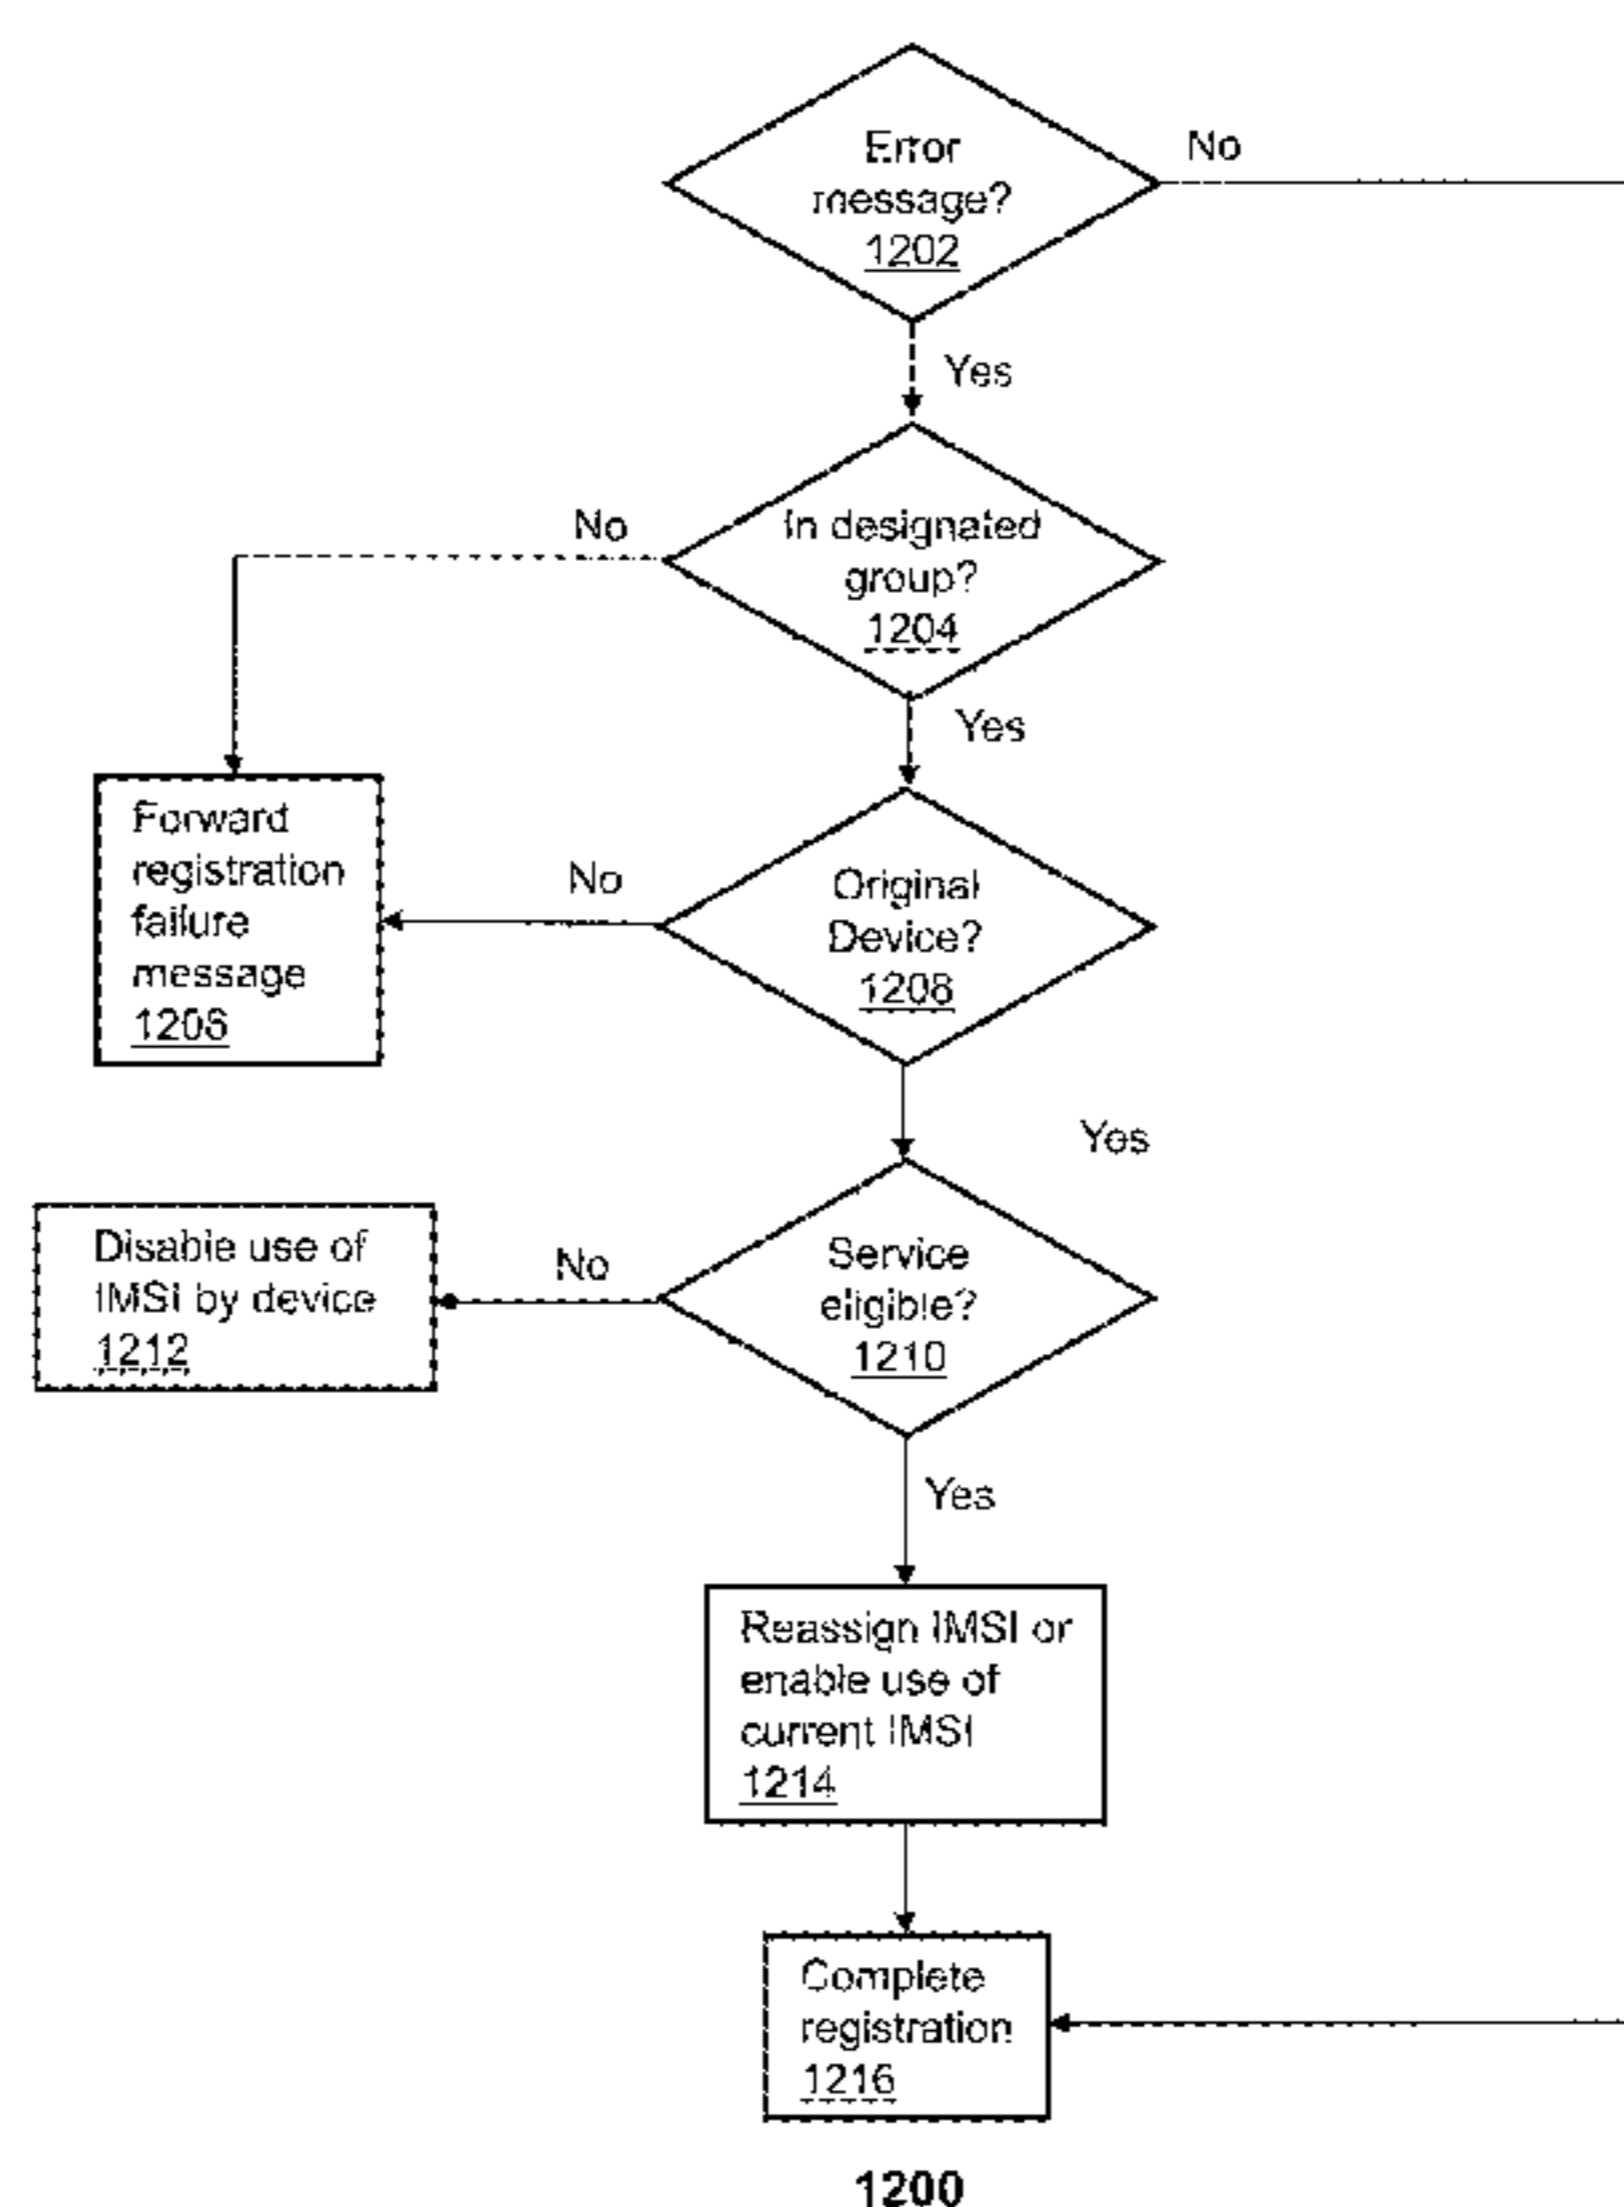 Error
message?
1202
No
Yes
In designated
group?
1204
No
Yes
Forward
registration
failure
message
1206
Original
Device?
1208
No
Yes
Service
eligible?
1210
No
Disable use of
IMSI by device
1212
Yes
Reassign IMSI or
enable use of
current IMSI
1214
Complete
registration
1216
1200